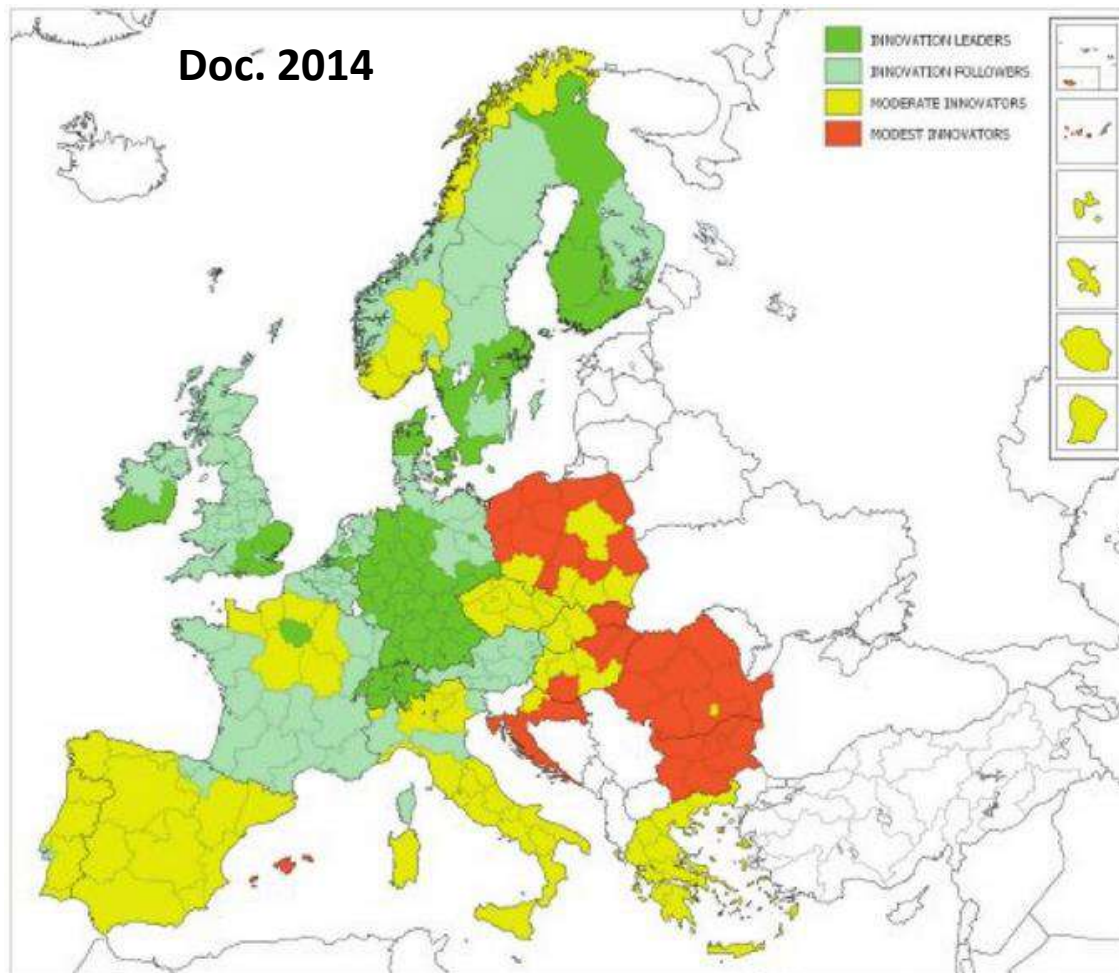 Doc. 2014
INNOVATION LEADERS
INNOVATION FOLLOWERS
MODERATE INNOVATORS
MODEST INNOVATORS